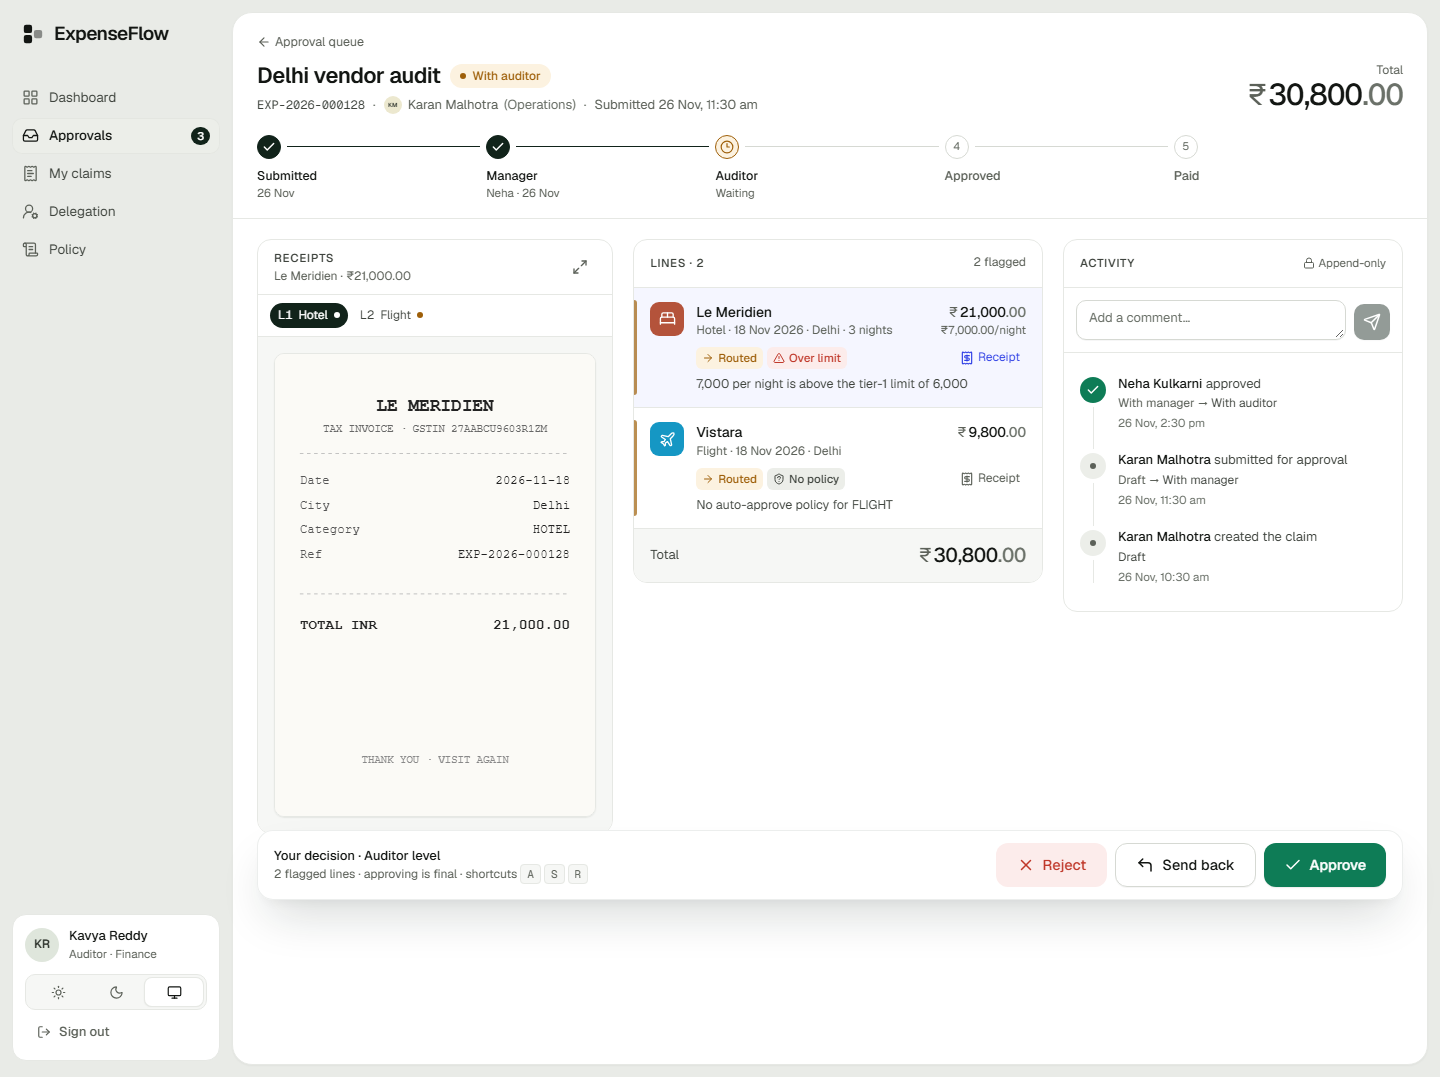 ExpenseFlow
Dashboard
Approvals 3
My claims
Delegation
Policy
Approval queue
Delhi vendor audit With auditor
EXP-2026-000128 · KM Karan Malhotra (Operations) · Submitted 26 Nov, 11:30 am
Total
₹30,800.00
4 5
Submitted Manager Auditor Approved Paid
26 Nov Neha · 26 Nov Waiting
RECEIPTS
Le Meridien · ₹21,000.00
L1 Hotel L2 Flight
LE MERIDIEN
TAX INVOICE · GSTIN 27AABCU9603R1ZM
Date 2026-11-18
City Delhi
Category HOTEL
Ref EXP-2026-000128
TOTAL INR 21,000.00
THANK YOU · VISIT AGAIN
LINES · 2 2 flagged
Le Meridien ₹21,000.00
Hotel · 18 Nov 2026 · Delhi · 3 nights ₹7,000.00/night
Routed Over limit Receipt
7,000 per night is above the tier-1 limit of 6,000
Vistara ₹9,800.00
Flight · 18 Nov 2026 · Delhi
Routed No policy Receipt
No auto-approve policy for FLIGHT
Total ₹30,800.00
ACTIVITY Append-only
Add a comment...
Neha Kulkarni approved
With manager → With auditor
26 Nov, 2:30 pm
Karan Malhotra submitted for approval
Draft → With manager
26 Nov, 11:30 am
Karan Malhotra created the claim
Draft
26 Nov, 10:30 am
Your decision · Auditor level
2 flagged lines · approving is final · shortcuts A S R
Reject Send back Approve
KR Kavya Reddy
Auditor · Finance
Sign out